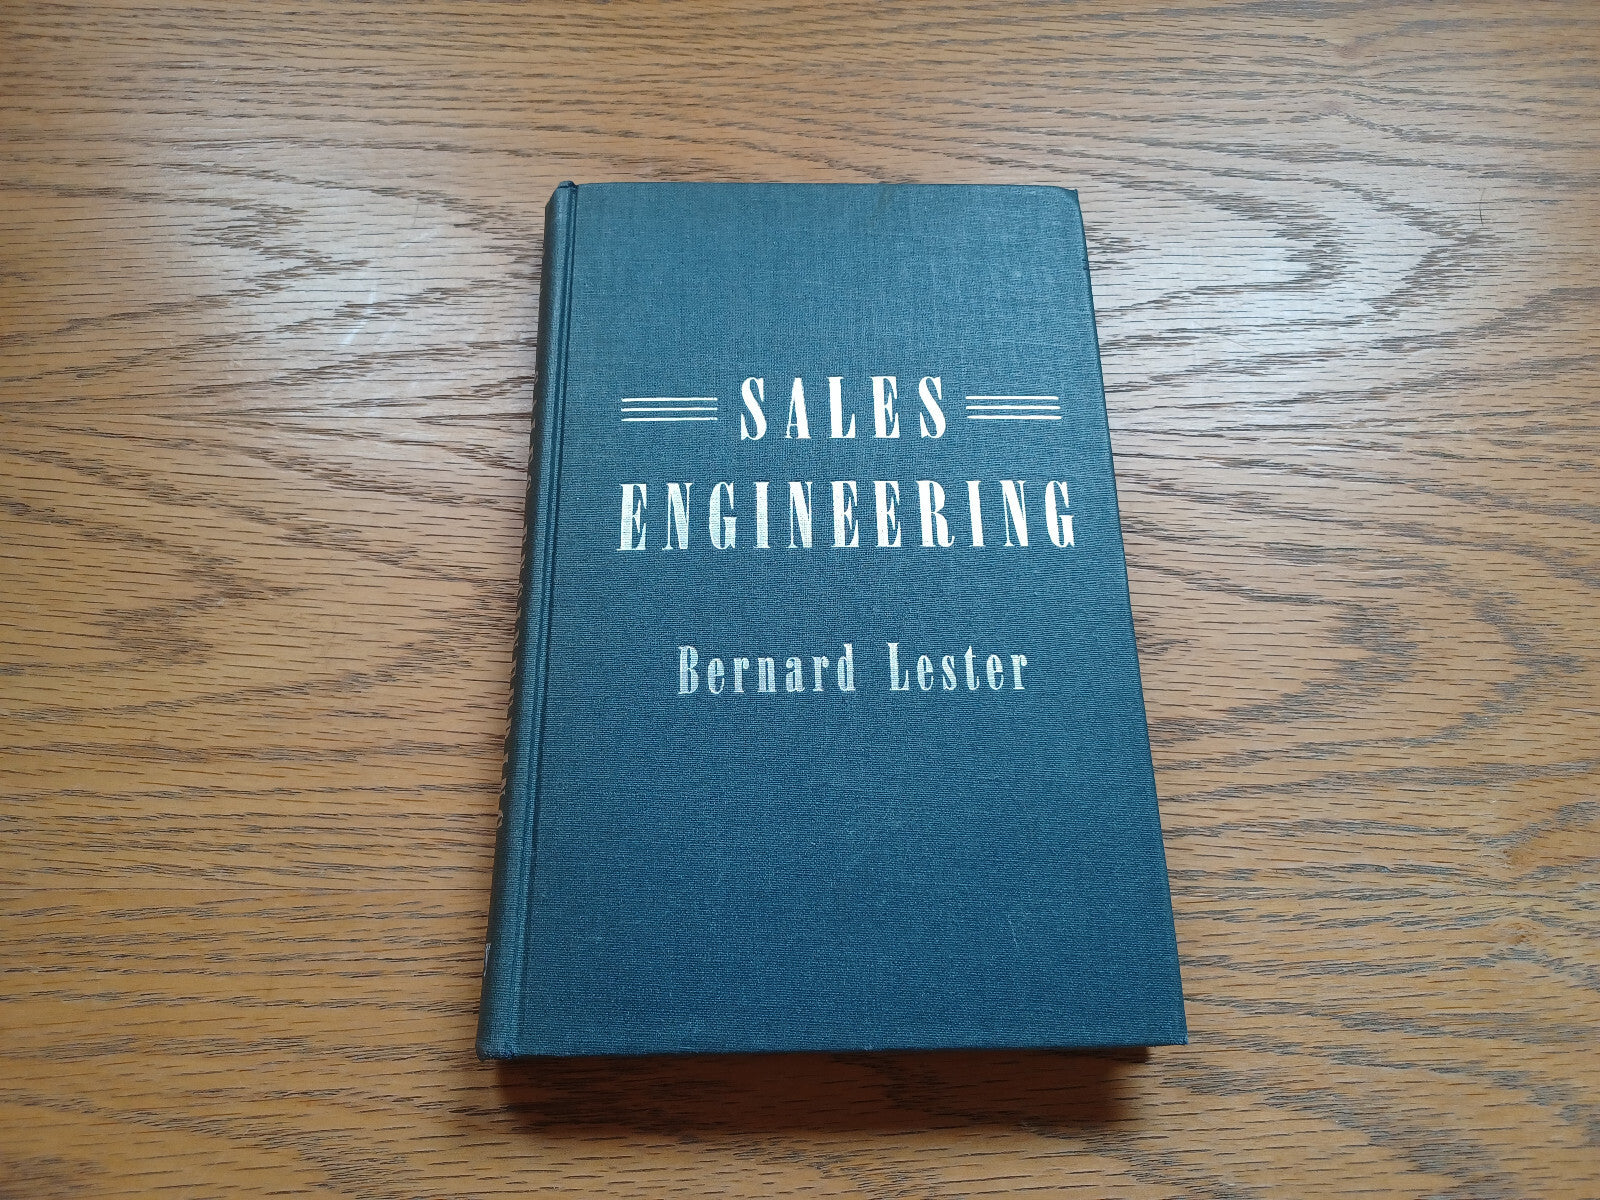 SALES
ENGINEERING
Bernard Lester